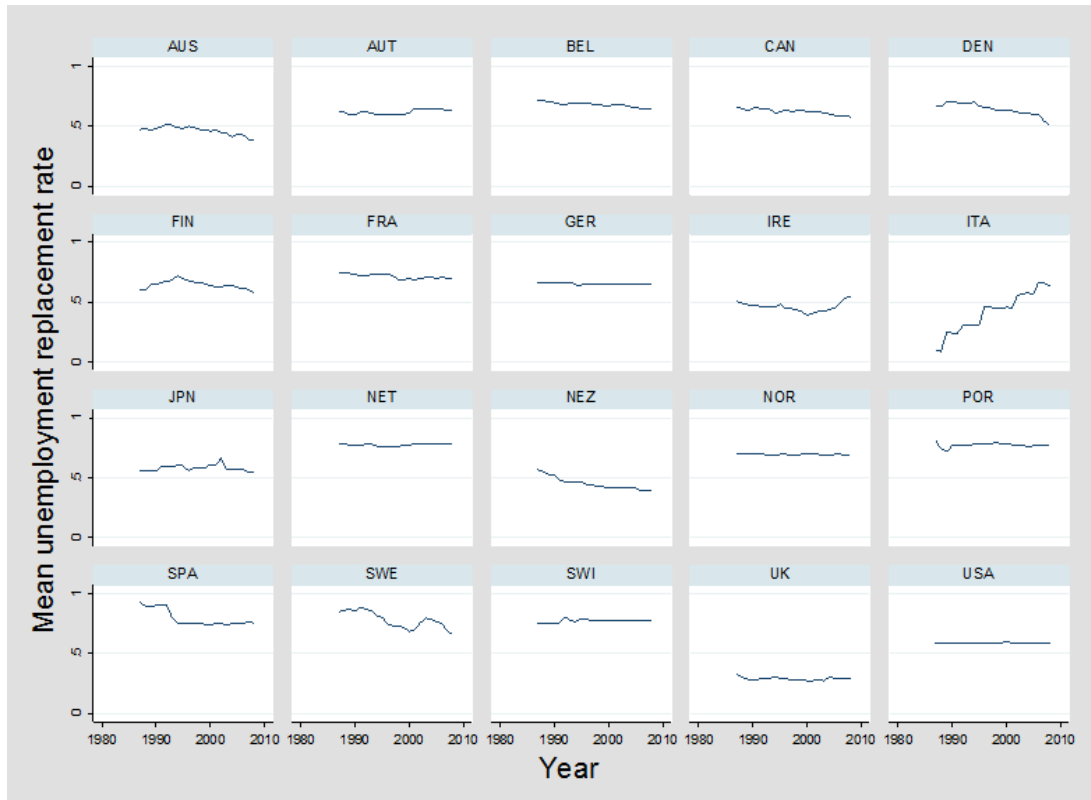 Mean unemployment replacement rate
AUS AUT BEL CAN DEN
1
.5
0
FIN FRA GER IRE ITA
1
.5
0
JPN NET NEZ NOR POR
1
.5
0
SPA SWE SWI UK USA
1
.5
0
1980 1990 2000 2010 1980 1990 2000 2010 1980 1990 2000 2010 1980 1990 2000 2010 1980 1990 2000 2010
Year